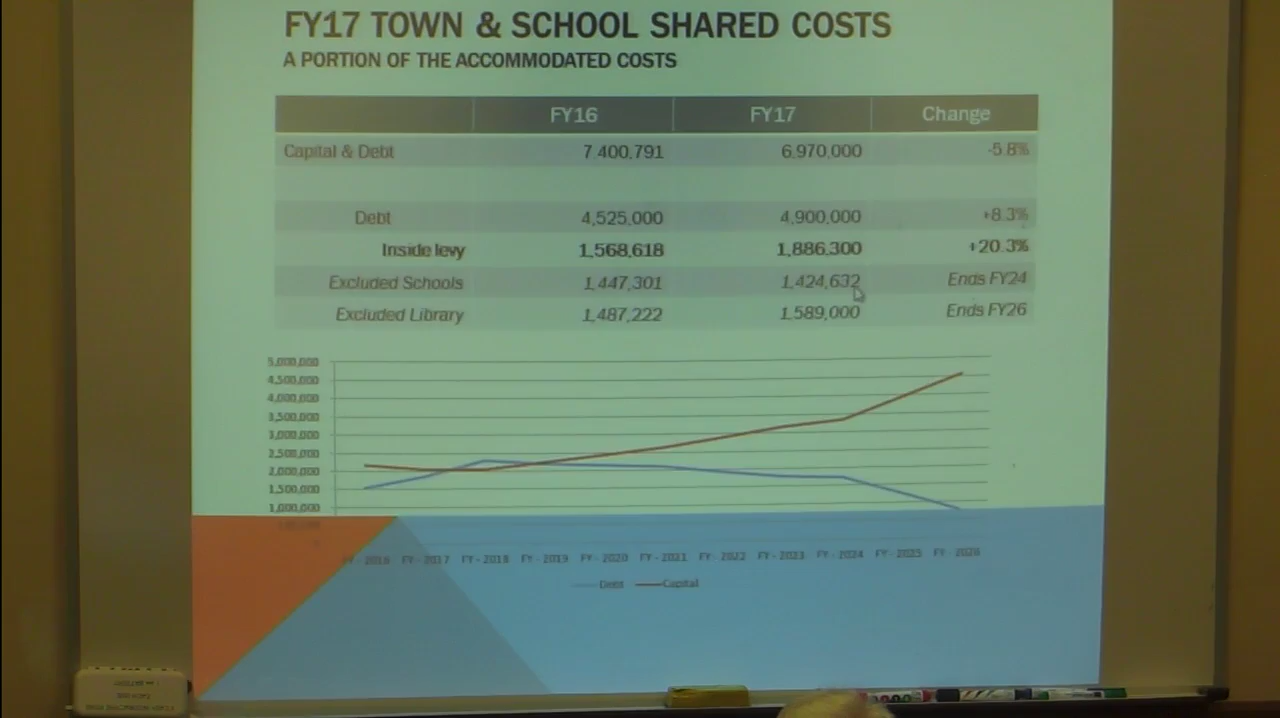 FY17 TOWN & SCHOOL SHARED COSTS
A PORTION OF THE ACCOMMODATED COSTS
FY16 FY17 Change
Capital & Debt 7,400,791 6,970,000 -5.8%
Debt 4,525,000 4,900,000 +8.3%
Inside levy 1,568,618 1,886,300 +20.3%
Excluded Schools 1,447,301 1,424,632 Ends FY24
Excluded Library 1,487,222 1,589,000 Ends FY26
5,000,000
4,500,000
4,000,000
3,500,000
3,000,000
2,500,000
2,000,000
1,500,000
1,000,000
FY - 2016 FY - 2017 FY - 2018 FY - 2019 FY - 2020 FY - 2021 FY - 2022 FY - 2023 FY - 2024 FY - 2025 FY - 2026
Debt Capital